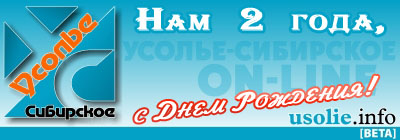 Усолье
Сибирское
Нам 2 года,
УСОЛЬЕ-СИБИРСКОЕ
ON-LINE
с Днем Рождения!
usolie.info
[BETA]